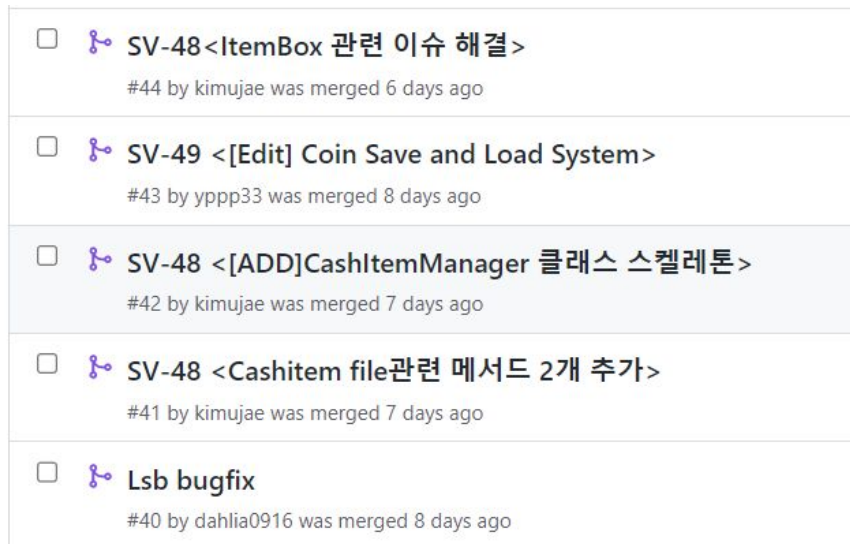 SV-48<ItemBox 관련 이슈 해결>
#44 by kimujae was merged 6 days ago
SV-49 <[Edit] Coin Save and Load System>
#43 by yppp33 was merged 8 days ago
SV-48 <[ADD]CashItemManager 클래스 스켈레톤>
#42 by kimujae was merged 7 days ago
SV-48 <Cashitem file관련 메서드 2개 추가>
#41 by kimujae was merged 7 days ago
Lsb bugfix
#40 by dahlia0916 was merged 8 days ago